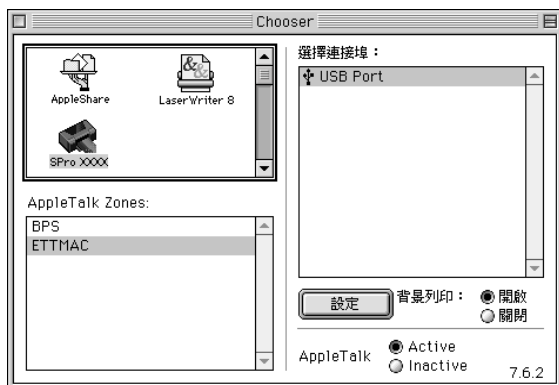 Chooser
AppleShare
LaserWriter 8
SPro XXXX
AppleTalk Zones:
BPS
ETTMAC
選擇連接埠：
USB Port
設定
背景列印：
開啟
關閉
AppleTalk
Active
Inactive
7.6.2